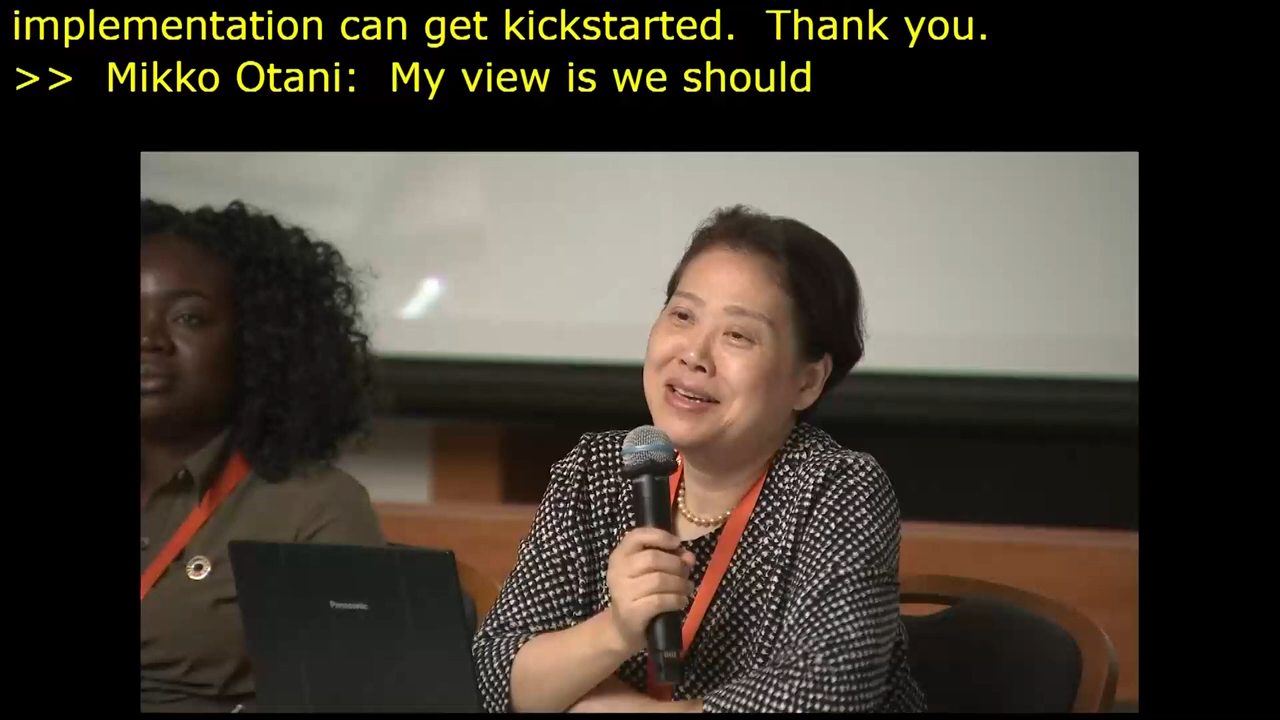 implementation can get kickstarted.  Thank you.
>>  Mikko Otani:  My view is we should
Panasonic